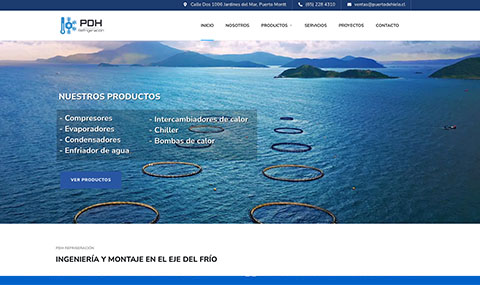 Calle Dos 1006 Jardines del Mar, Puerto Montt
(65) 228 4310
ventas@puertadehielo.cl
PDH
Refrigeración
INICIO
NOSOTROS
PRODUCTOS
SERVICIOS
PROYECTOS
CONTACTO
NUESTROS PRODUCTOS
- Compresores
- Evaporadores
- Condensadores
- Enfriador de agua
- Intercambiadores de calor
- Chiller
- Bombas de calor
VER PRODUCTOS
PDH REFRIGERACIÓN
INGENIERÍA Y MONTAJE EN EL EJE DEL FRÍO